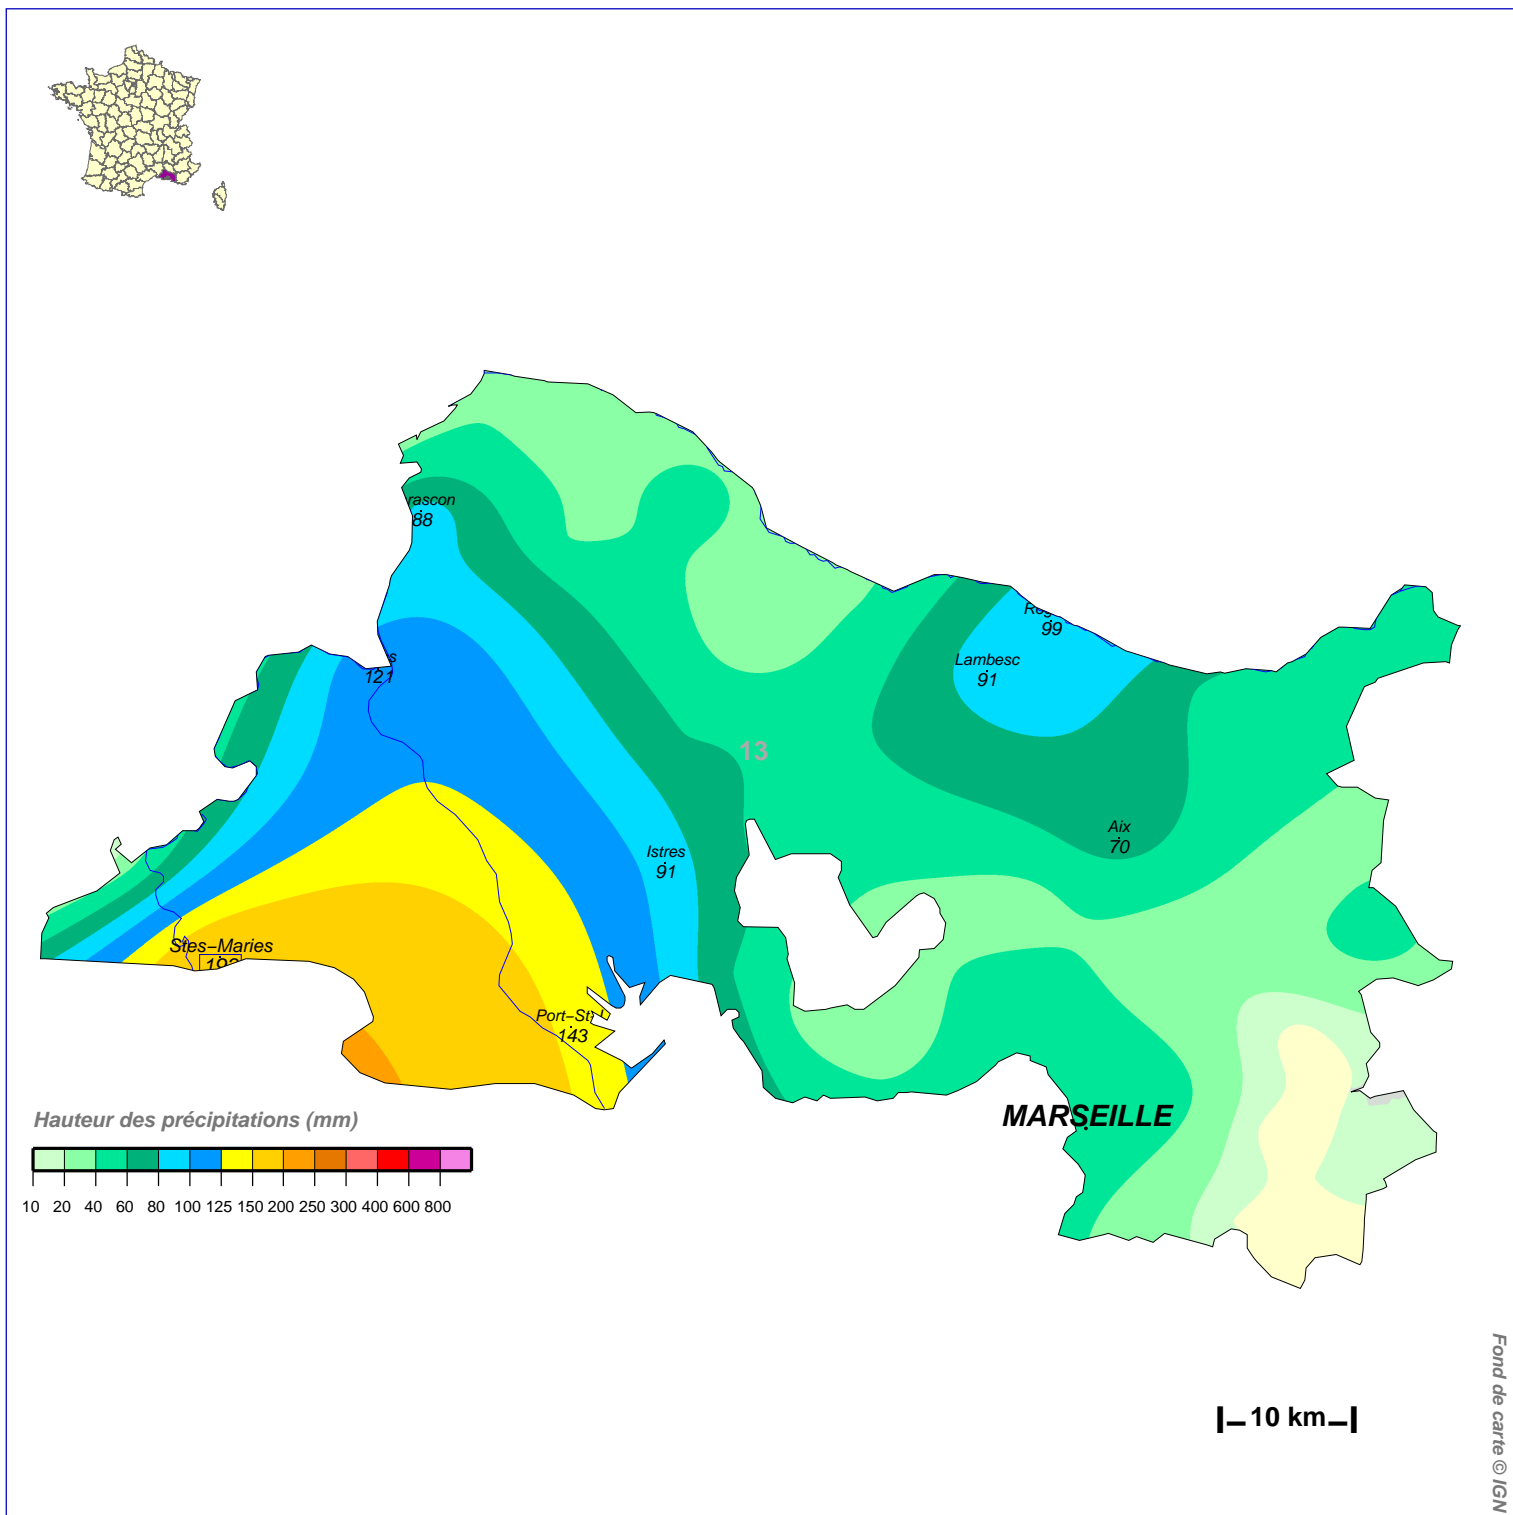 rascon
88
99
121
Lambesc
91
13
Aix
70
Istres
91
Stes–Maries
Port–St
143
MARSEILLE
Hauteur des précipitations (mm)
10 20 40 60 80 100 125 150 200 250 300 400 600 800
10 km
Fond de carte © IGN